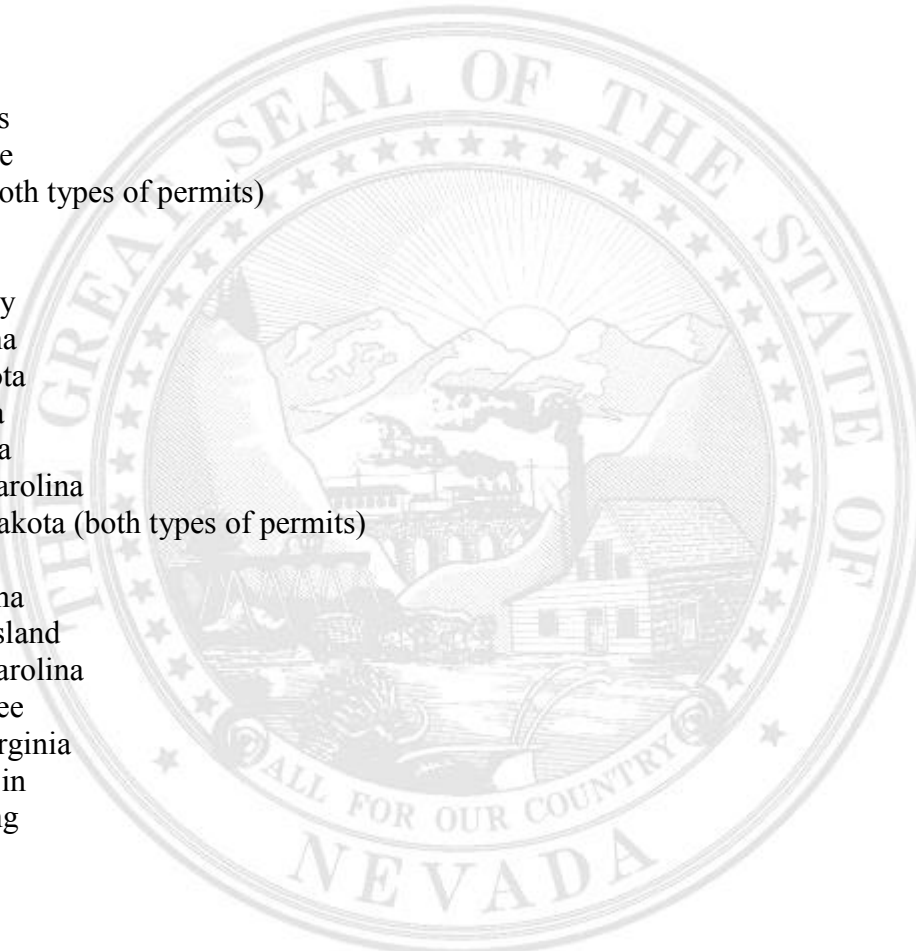 s
e
oth types of permits)
y
na
ota
a
a
arolina
akota (both types of permits)
na
sland
arolina
ee
rginia
in
ng
THE GREAT SEAL OF THE STATE OF
NEVADA
ALL FOR OUR COUNTRY